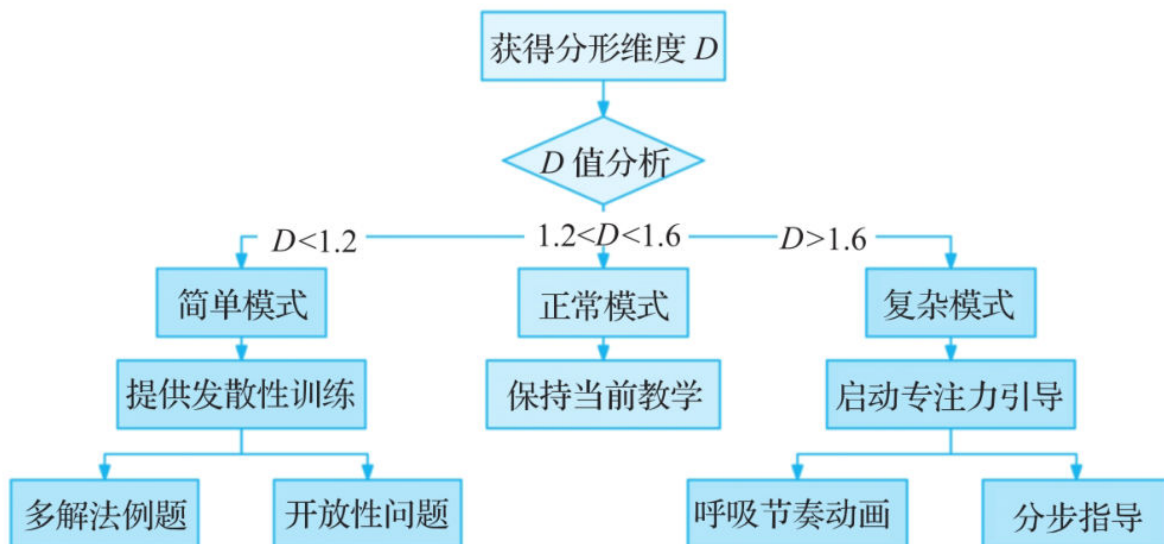 获得分形维度 D
D 值分析
D<1.2
1.2<D<1.6
D>1.6
简单模式
正常模式
复杂模式
提供发散性训练
保持当前教学
启动专注力引导
多解法例题
开放性问题
呼吸节奏动画
分步指导